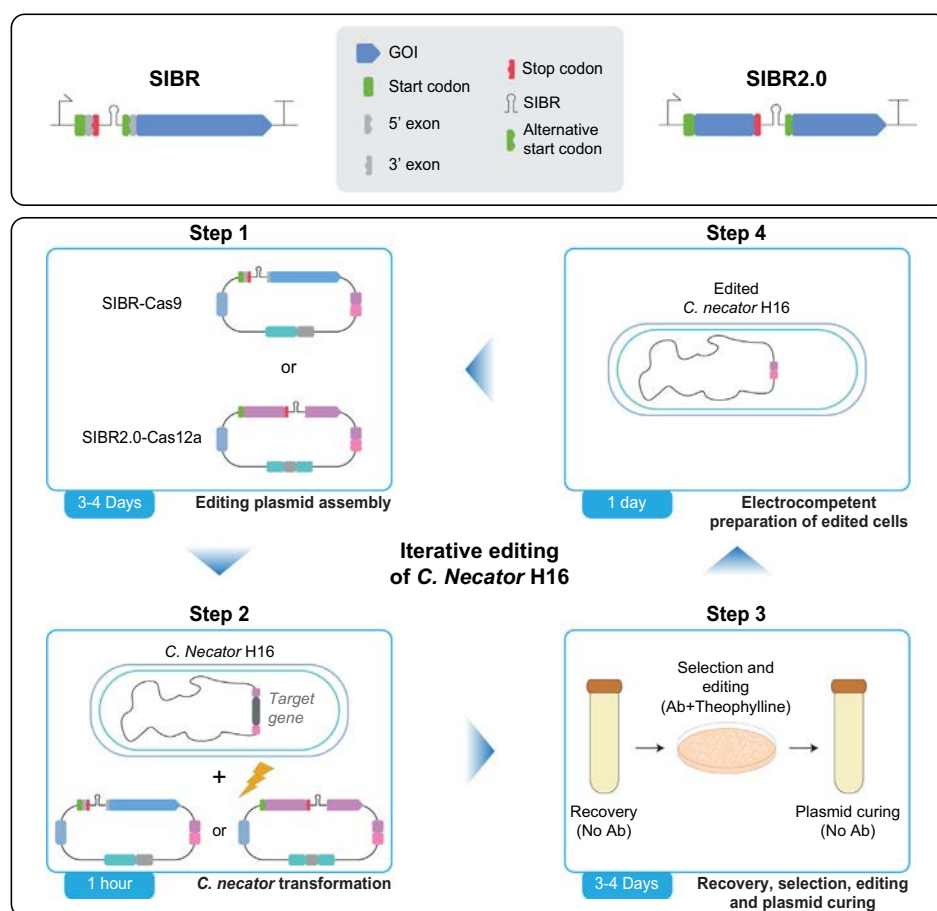 SIBR
GOI
Start codon
5’ exon
3’ exon
Stop codon
SIBR
Alternative
start codon
SIBR2.0
Step 1
SIBR-Cas9
or
SIBR2.0-Cas12a
3-4 Days
Editing plasmid assembly
Step 4
Edited
C. necator H16
1 day
Electrocompetent
preparation of edited cells
Iterative editing
of C. Necator H16
Step 2
C. Necator H16
Target
gene
+
or
1 hour
C. necator transformation
Step 3
Selection and
editing
(Ab+Theophylline)
Recovery
(No Ab)
Plasmid curing
(No Ab)
3-4 Days
Recovery, selection, editing
and plasmid curing